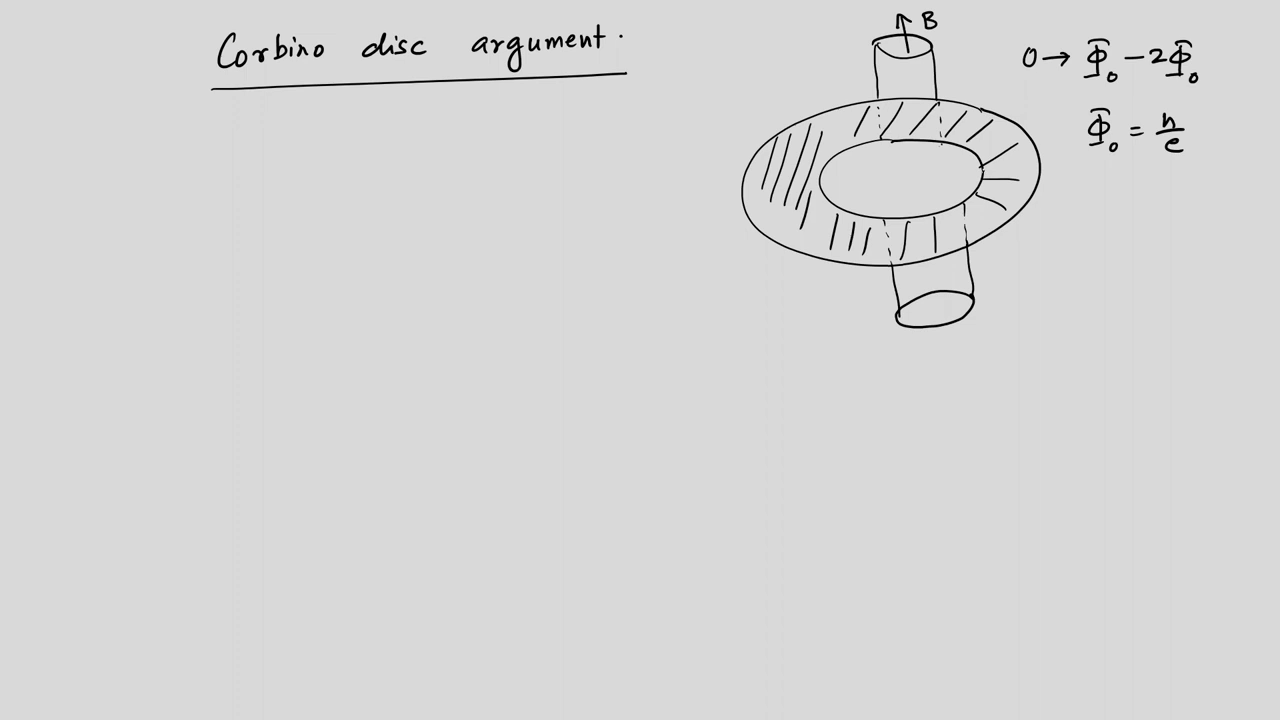 Corbino disc argument.
B
0 → Φ₀ - 2Φ₀
Φ₀ = h/e